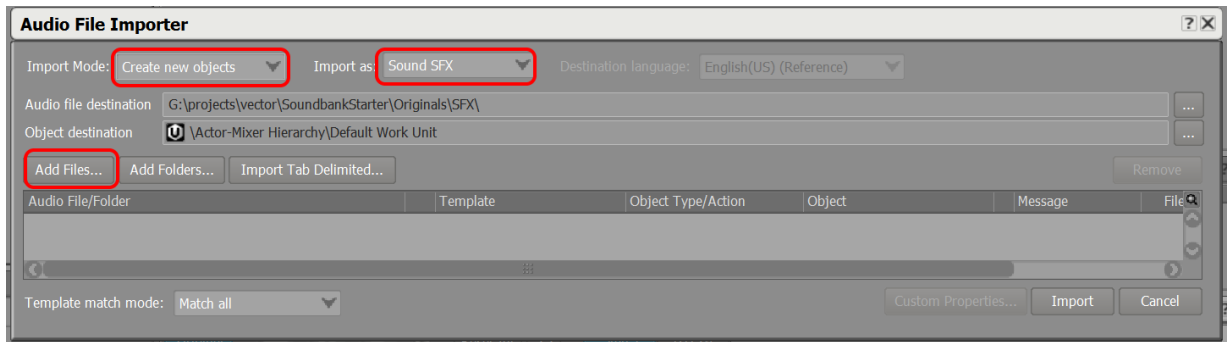 Audio File Importer
Import Mode: Create new objects Import as: Sound SFX Destination language: English(US) (Reference)
Audio file destination G:\projects\vector\SoundbankStarter\Originals\SFX\ ...
Object destination \Actor-Mixer Hierarchy\Default Work Unit ...
Add Files... Add Folders... Import Tab Delimited... Remove
Audio File/Folder Template Object Type/Action Object Message File
Template match mode: Match all Custom Properties... Import Cancel